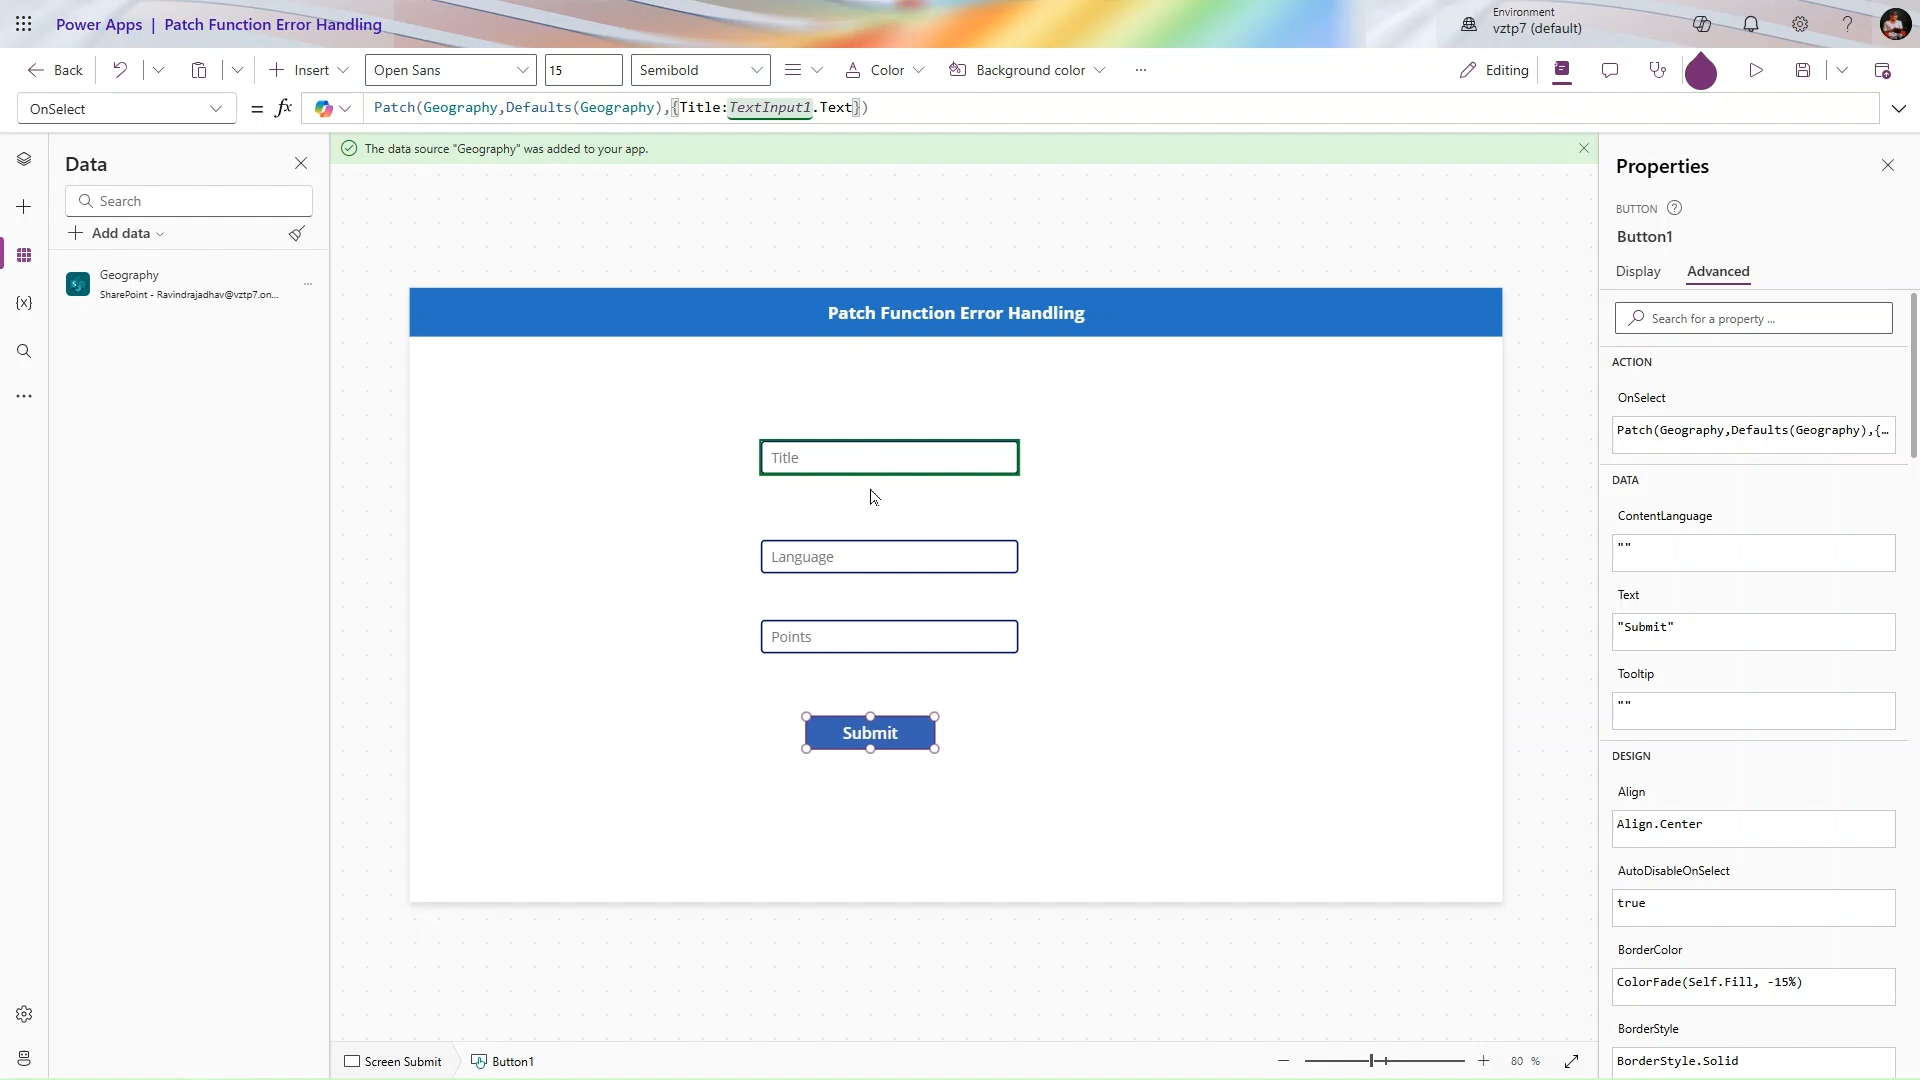 Power Apps | Patch Function Error Handling
Environment
vztp7 (default)
Back
Insert
Open Sans
15
Semibold
Color
Background color
Editing
OnSelect
= fx
Patch(Geography,Defaults(Geography),{Title:TextInput1.Text})
Data
Search
Add data
Geography
SharePoint - Ravindrajadhav@vztp7.on...
The data source "Geography" was added to your app.
Patch Function Error Handling
Title
Language
Points
Submit
Screen Submit
Button1
80 %
Properties
BUTTON
Button1
Display
Advanced
Search for a property ...
ACTION
OnSelect
Patch(Geography,Defaults(Geography),{…
DATA
ContentLanguage
""
Text
"Submit"
Tooltip
""
DESIGN
Align
Align.Center
AutoDisableOnSelect
true
BorderColor
ColorFade(Self.Fill, -15%)
BorderStyle
BorderStyle.Solid